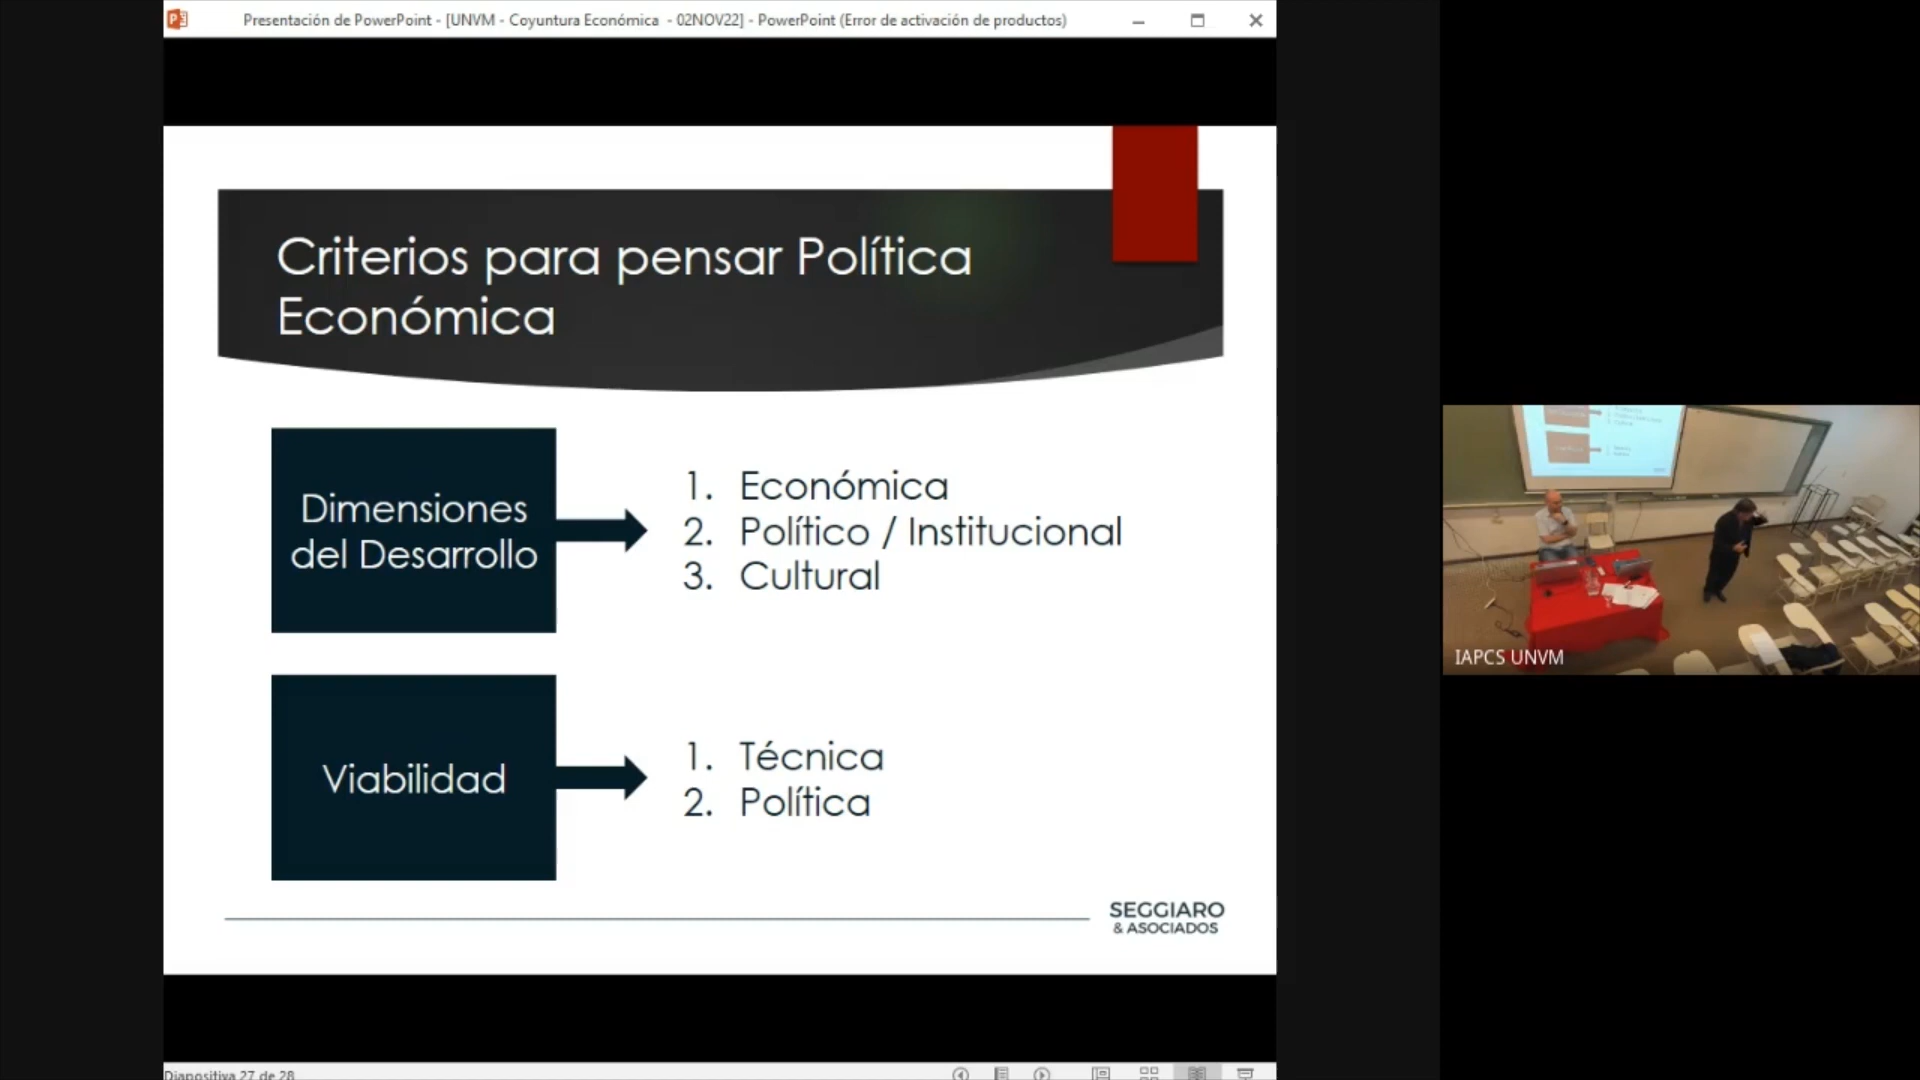 Presentación de PowerPoint - [UNVM - Coyuntura Económica - 02NOV22] - PowerPoint (Error de activación de productos)
Criterios para pensar Política
Económica
Dimensiones
del Desarrollo
1. Económica
2. Político / Institucional
3. Cultural
Viabilidad
1. Técnica
2. Política
SEGGIARO
& ASOCIADOS
Diapositiva 27 de 28
IAPCS UNVM